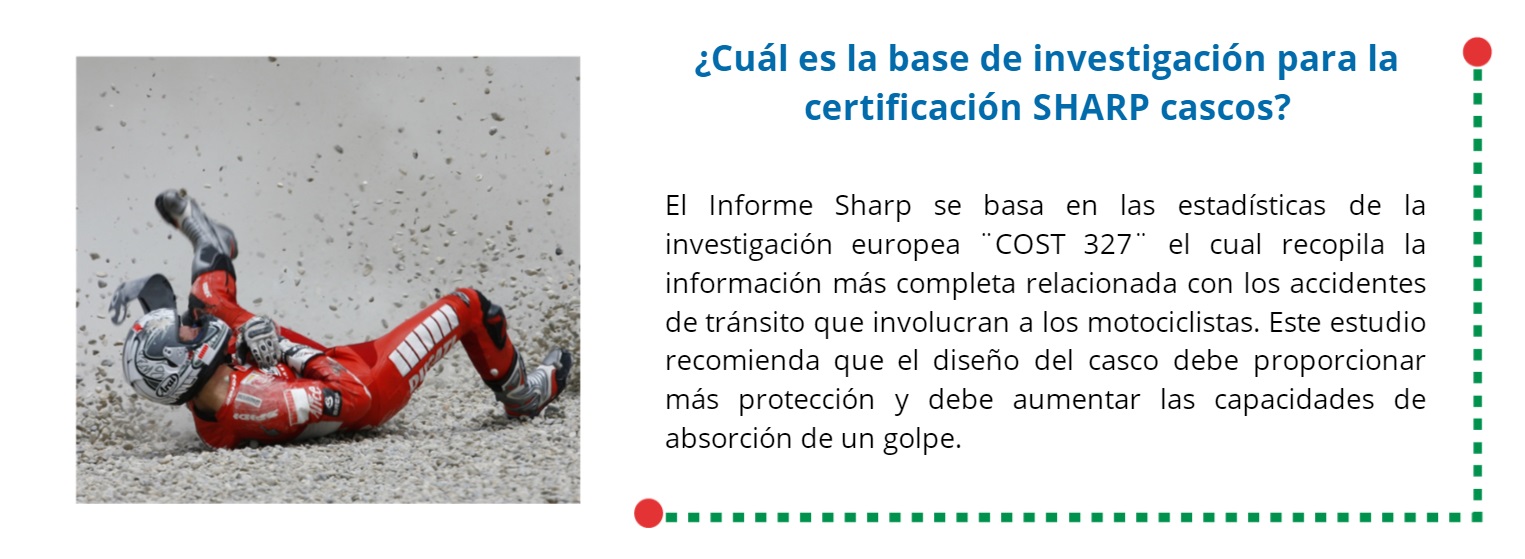 ¿Cuál es la base de investigación para la
certificación SHARP cascos?
El Informe Sharp se basa en las estadísticas de la
investigación europea ¨COST 327¨ el cual recopila la
información más completa relacionada con los accidentes
de tránsito que involucran a los motociclistas. Este estudio
recomienda que el diseño del casco debe proporcionar
más protección y debe aumentar las capacidades de
absorción de un golpe.
Arai